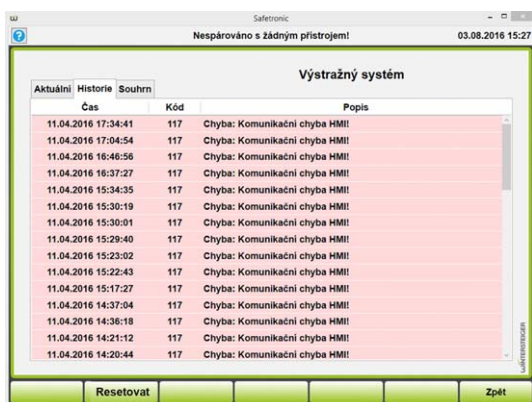 Safetronic
Nespárováno s žádným přístrojem! 03.08.2016 15:27
Výstražný systém
Aktuální Historie Souhrn
Čas Kód Popis
11.04.2016 17:34:41 117 Chyba: Komunikační chyba HMI!
11.04.2016 17:04:54 117 Chyba: Komunikační chyba HMI!
11.04.2016 16:46:56 117 Chyba: Komunikační chyba HMI!
11.04.2016 16:37:27 117 Chyba: Komunikační chyba HMI!
11.04.2016 15:34:35 117 Chyba: Komunikační chyba HMI!
11.04.2016 15:30:19 117 Chyba: Komunikační chyba HMI!
11.04.2016 15:30:01 117 Chyba: Komunikační chyba HMI!
11.04.2016 15:29:40 117 Chyba: Komunikační chyba HMI!
11.04.2016 15:23:02 117 Chyba: Komunikační chyba HMI!
11.04.2016 15:22:43 117 Chyba: Komunikační chyba HMI!
11.04.2016 15:17:27 117 Chyba: Komunikační chyba HMI!
11.04.2016 14:37:04 117 Chyba: Komunikační chyba HMI!
11.04.2016 14:36:18 117 Chyba: Komunikační chyba HMI!
11.04.2016 14:21:12 117 Chyba: Komunikační chyba HMI!
11.04.2016 14:20:44 117 Chyba: Komunikační chyba HMI!
WINTERSTEIGER
Resetovat Zpět